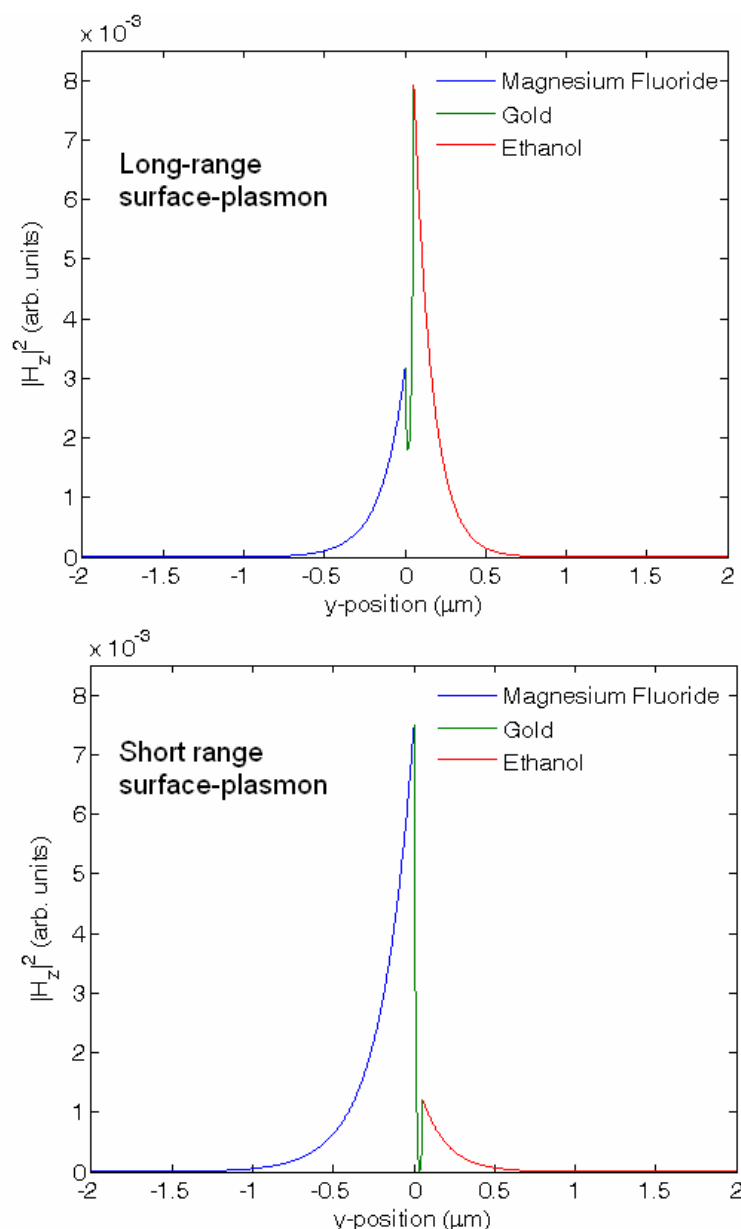 x 10⁻³
8
7
6
5
4
3
2
1
0
|H_z|² (arb. units)
Magnesium Fluoride
Gold
Ethanol
Long-range
surface-plasmon
-2 -1.5 -1 -0.5 0 0.5 1 1.5 2
y-position (μm)
x 10⁻³
8
7
6
5
4
3
2
1
0
|H_z|² (arb. units)
Magnesium Fluoride
Gold
Ethanol
Short range
surface-plasmon
-2 -1.5 -1 -0.5 0 0.5 1 1.5 2
y-position (μm)